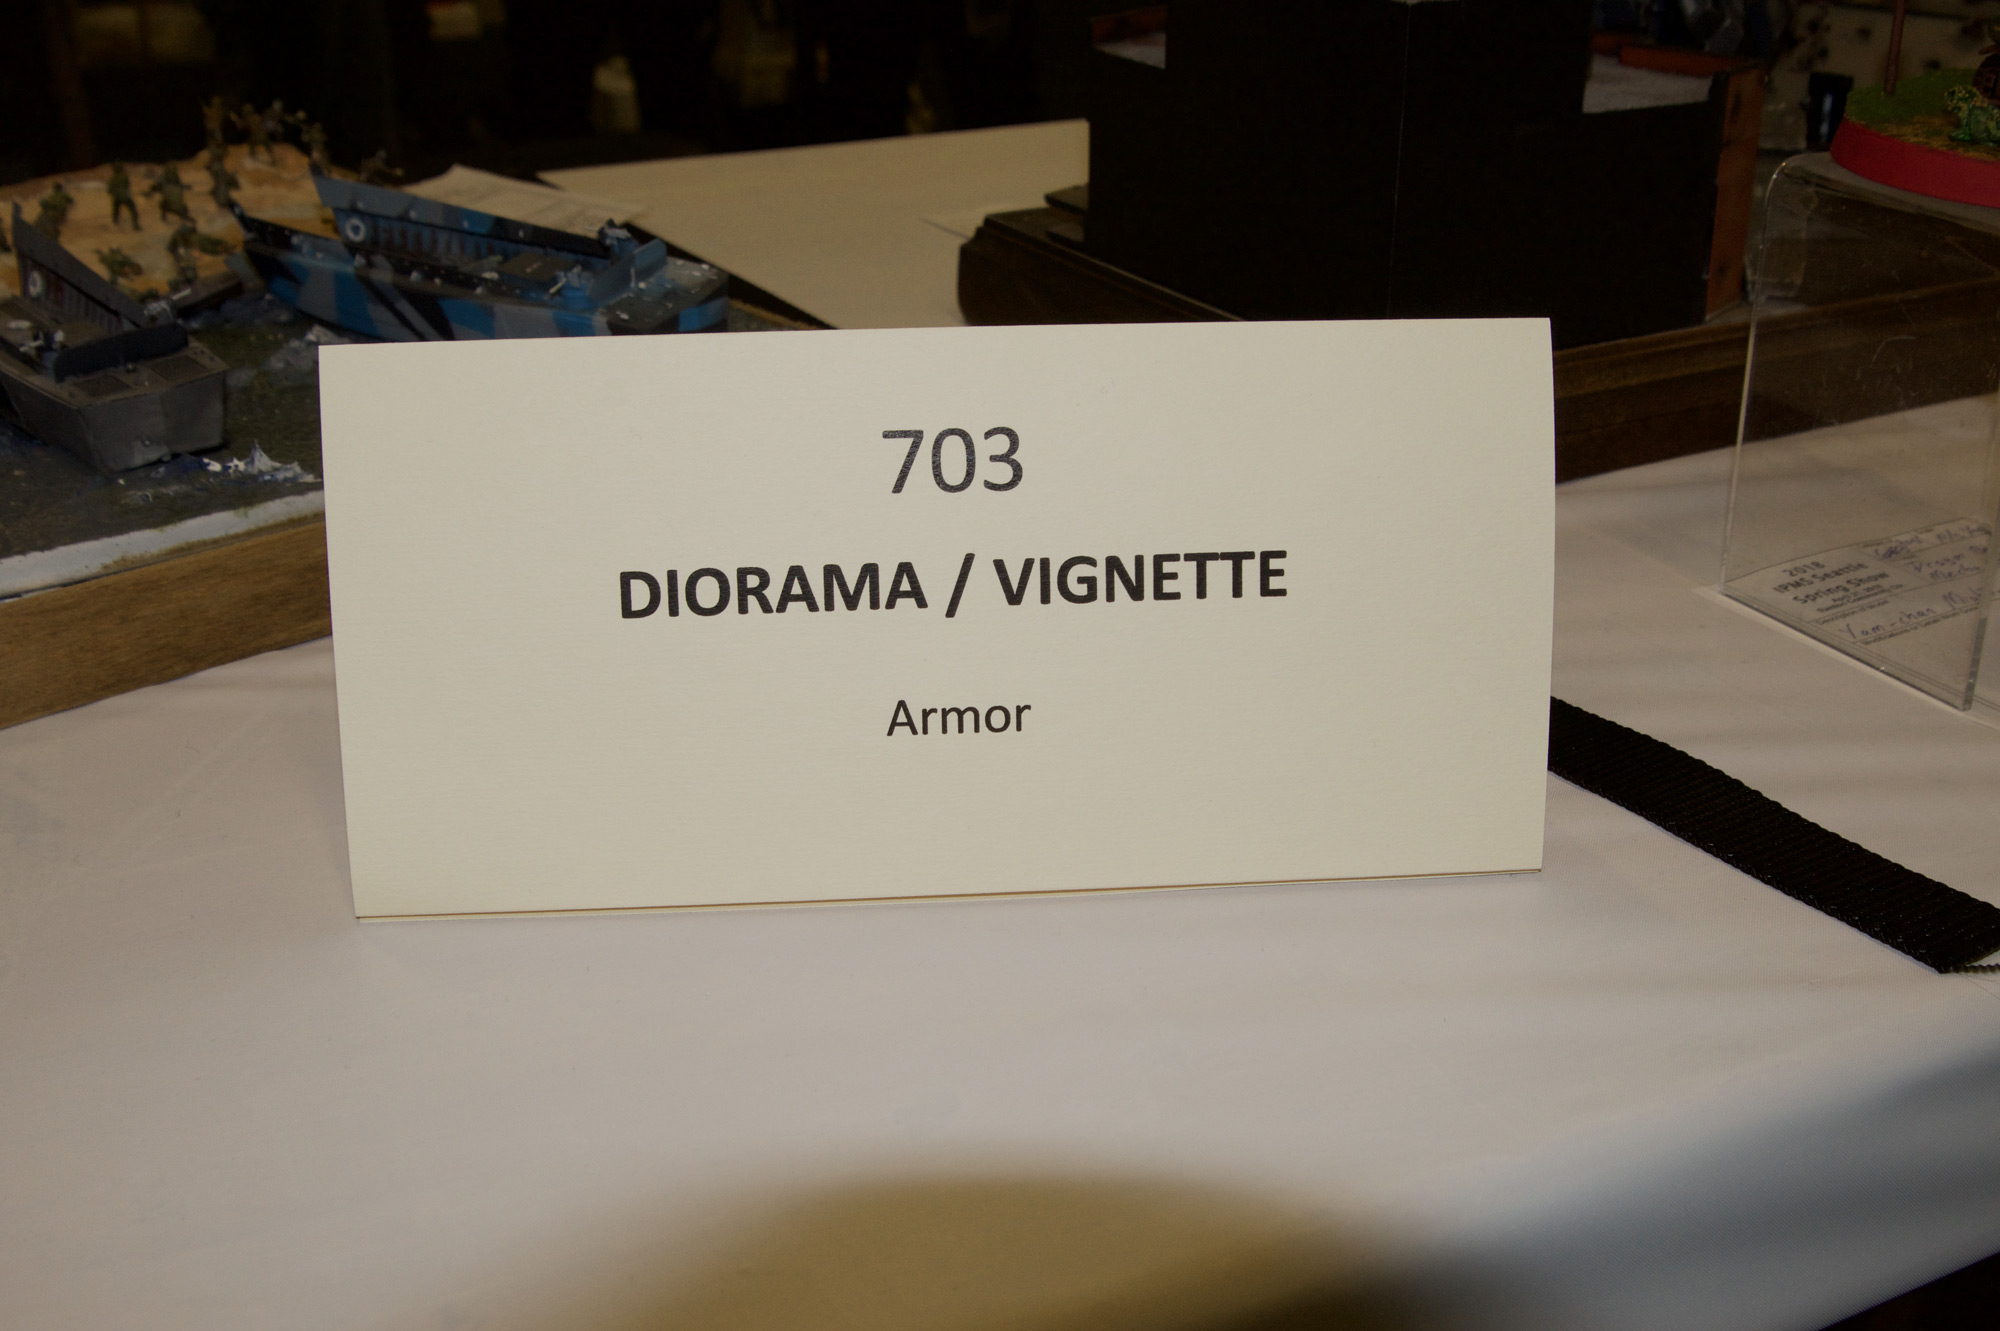 703
DIORAMA / VIGNETTE
Armor
2018
IPMS Seattle
Spring Show